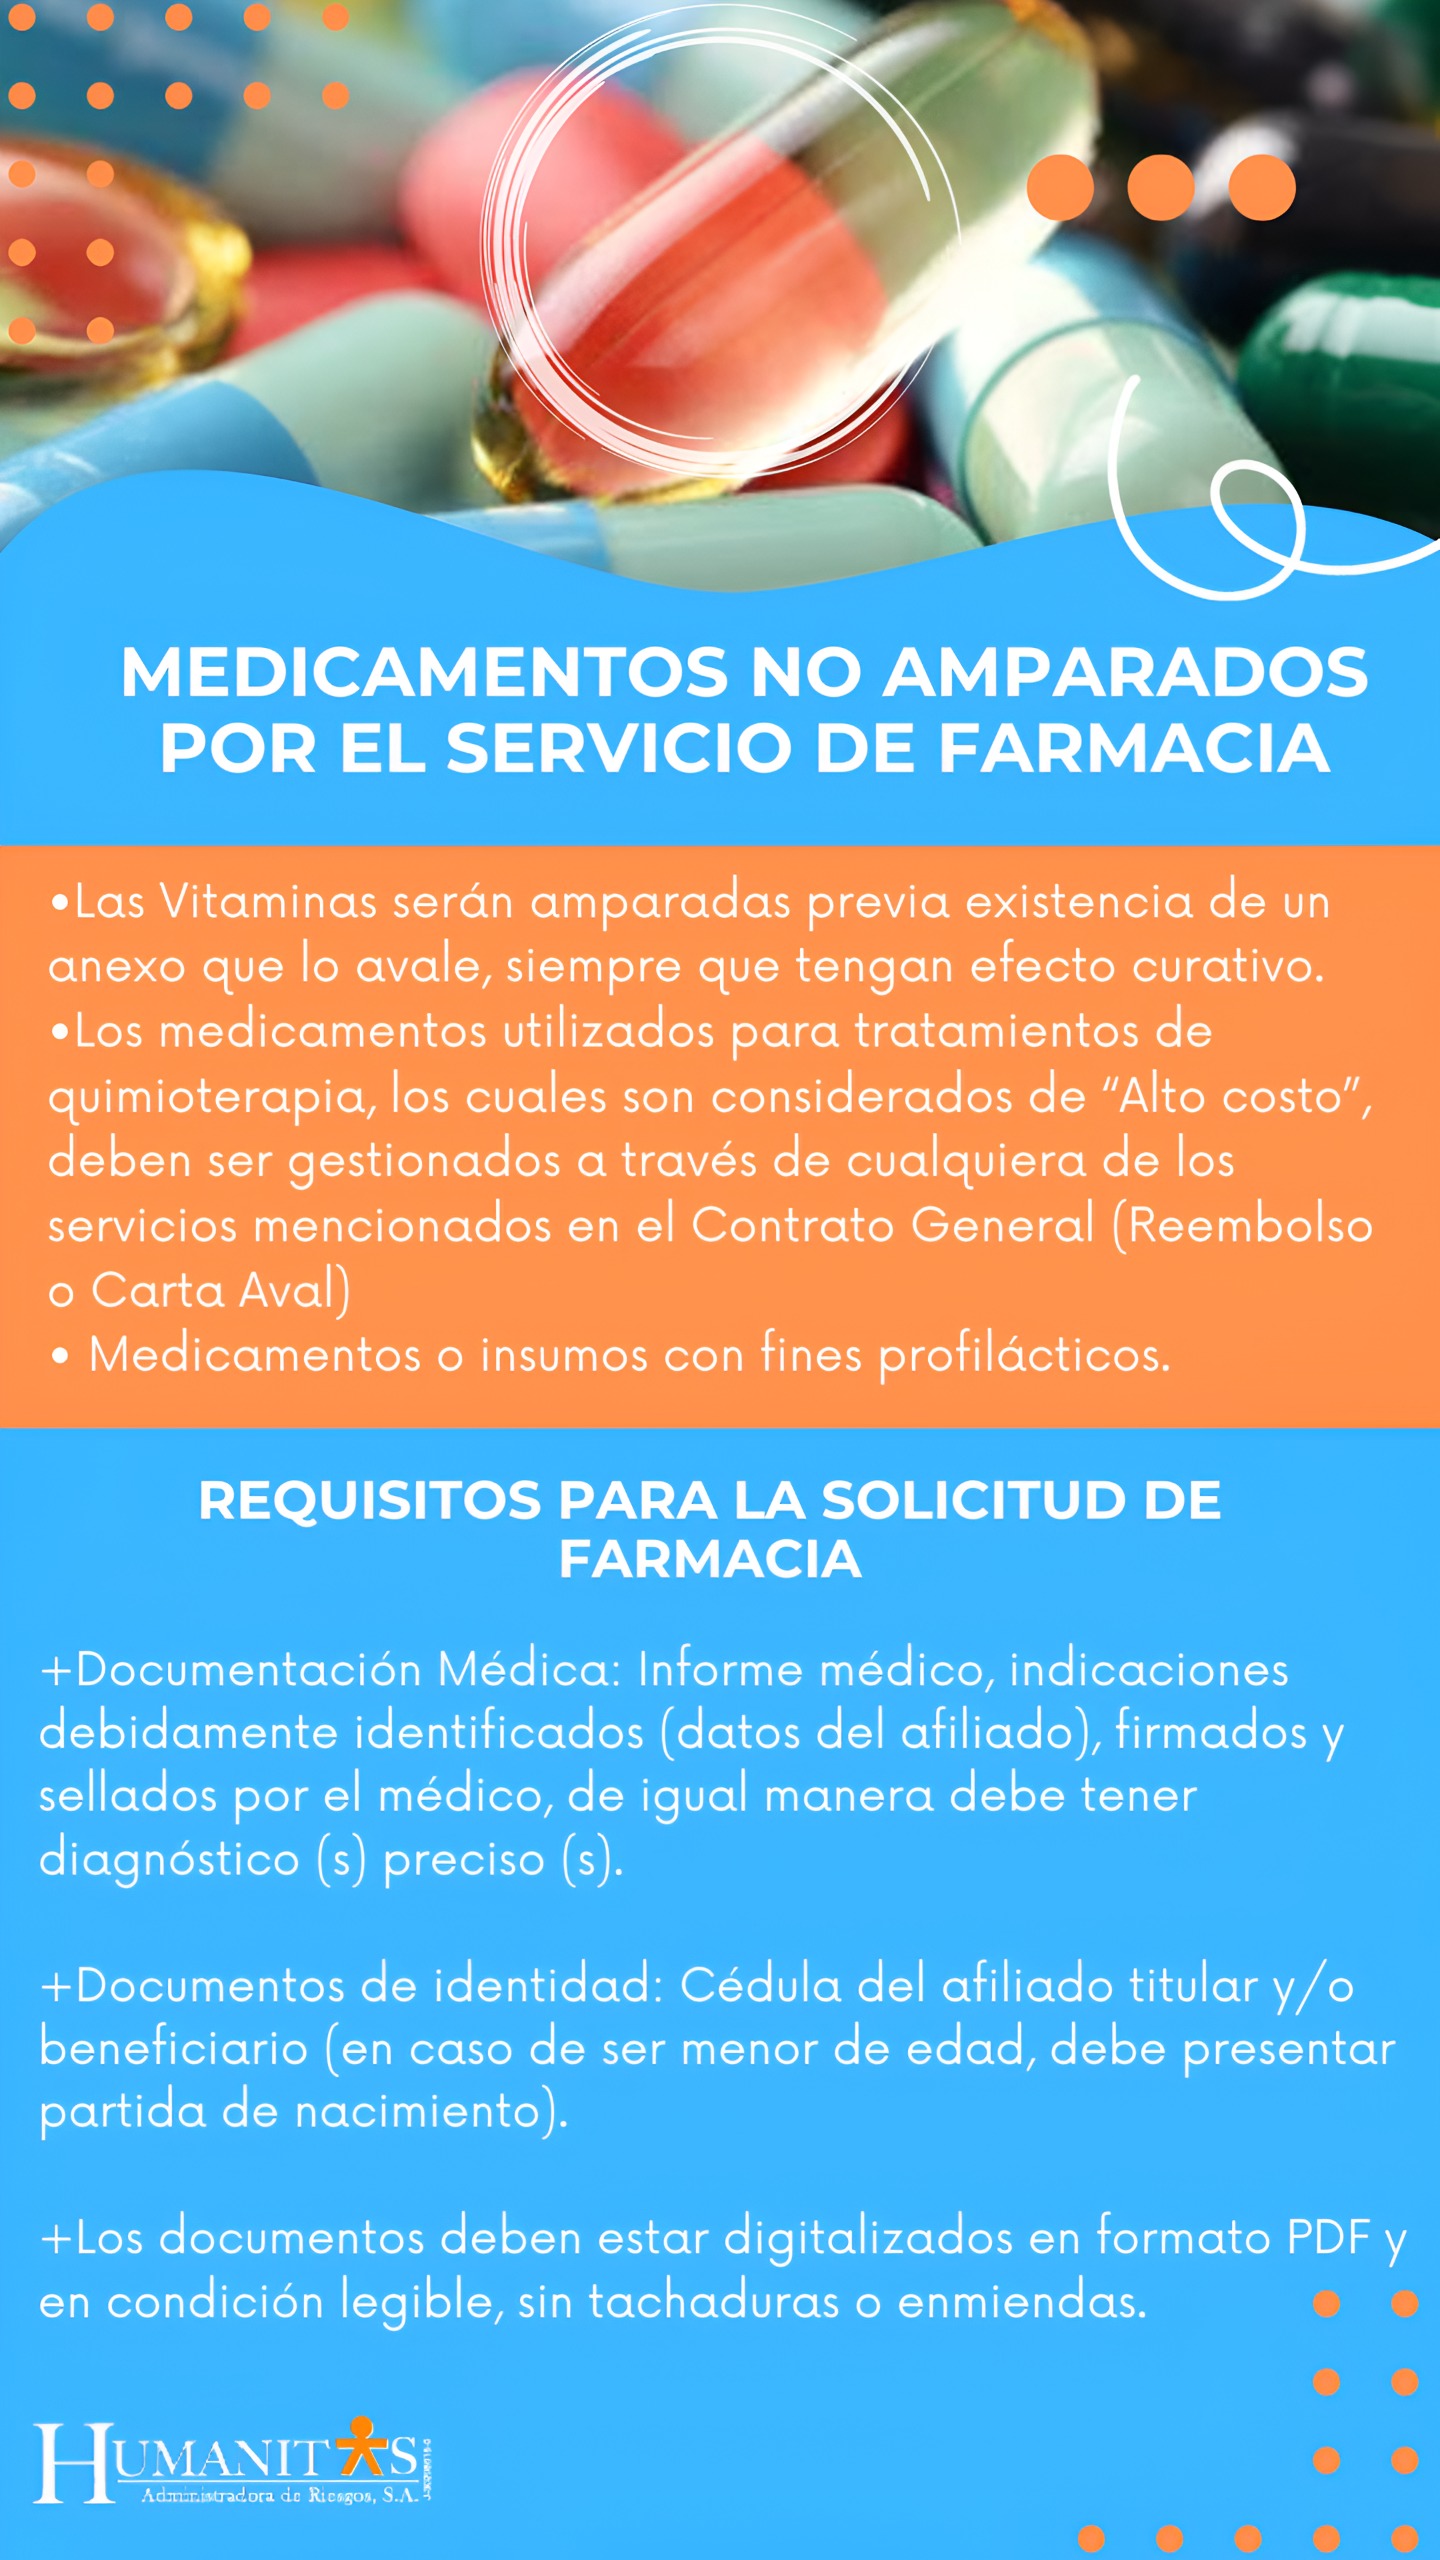 MEDICAMENTOS NO AMPARADOS
POR EL SERVICIO DE FARMACIA
•Las Vitaminas serán amparadas previa existencia de un
anexo que lo avale, siempre que tengan efecto curativo.
•Los medicamentos utilizados para tratamientos de
quimioterapia, los cuales son considerados de “Alto costo”,
deben ser gestionados a través de cualquiera de los
servicios mencionados en el Contrato General (Reembolso
o Carta Aval)
• Medicamentos o insumos con fines profilácticos.
REQUISITOS PARA LA SOLICITUD DE
FARMACIA
+Documentación Médica: Informe médico, indicaciones
debidamente identificados (datos del afiliado), firmados y
sellados por el médico, de igual manera debe tener
diagnóstico (s) preciso (s).
+Documentos de identidad: Cédula del afiliado titular y/o
beneficiario (en caso de ser menor de edad, debe presentar
partida de nacimiento).
+Los documentos deben estar digitalizados en formato PDF y
en condición legible, sin tachaduras o enmiendas.
HUMANITAS
Administradora de Riesgos, S.A.